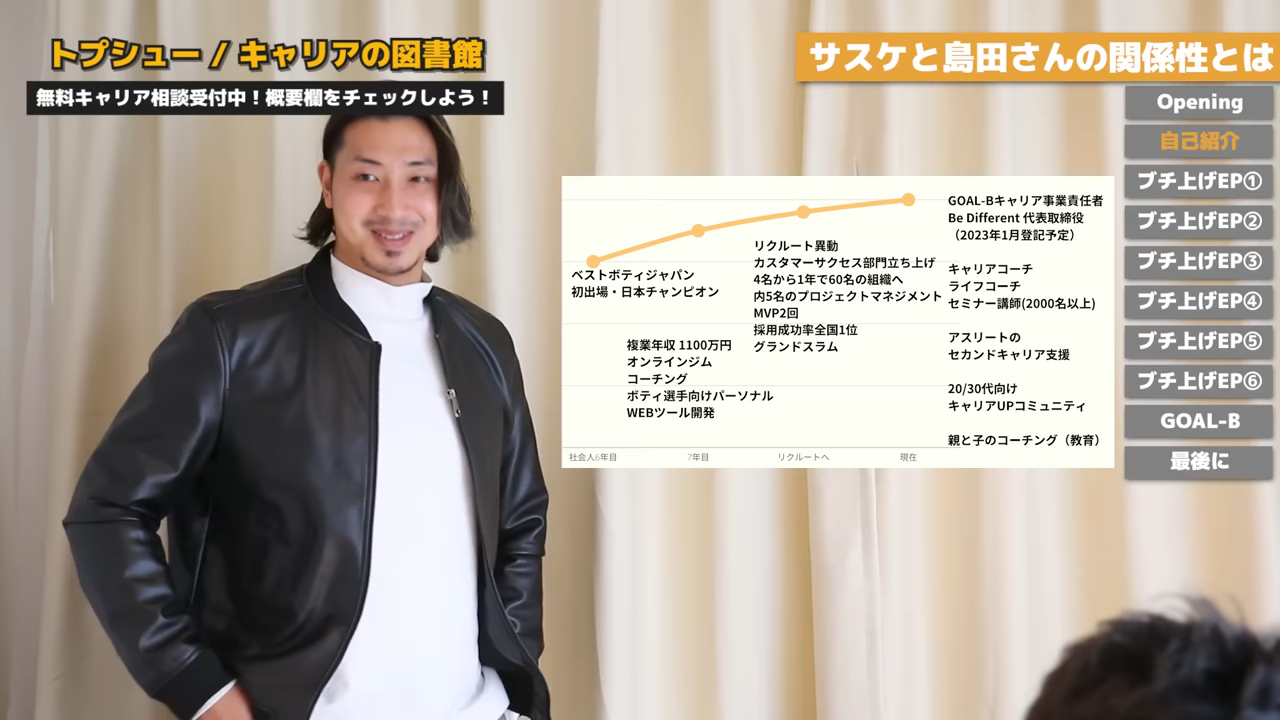 トプシュー / キャリアの図書館
無料キャリア相談受付中！概要欄をチェックしよう！
サスケと島田さんの関係性とは
Opening
自己紹介
ブチ上げEP①
ブチ上げEP②
ブチ上げEP③
ブチ上げEP④
ブチ上げEP⑤
ブチ上げEP⑥
GOAL-B
最後に
ベストボティジャパン
初出場・日本チャンピオン
複業年収 1100万円
オンラインジム
コーチング
ボティ選手向けパーソナル
WEBツール開発
リクルート異動
カスタマーサクセス部門立ち上げ
4名から1年で60名の組織へ
内5名のプロジェクトマネジメント
MVP2回
採用成功率全国1位
グランドスラム
GOAL-Bキャリア事業責任者
Be Different 代表取締役
（2023年1月登記予定）
キャリアコーチ
ライフコーチ
セミナー講師(2000名以上)
アスリートの
セカンドキャリア支援
20/30代向け
キャリアUPコミュニティ
親と子のコーチング（教育）
社会人6年目
7年目
リクルートへ
現在